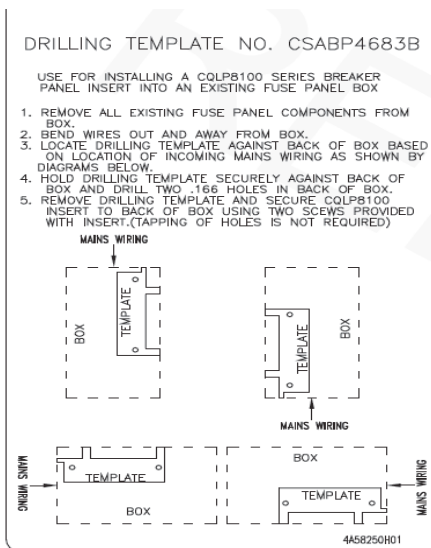 DRILLING TEMPLATE NO. CSABP4683B
USE FOR INSTALLING A CQLP8100 SERIES BREAKER
PANEL INSERT INTO AN EXISTING FUSE PANEL BOX
1. REMOVE ALL EXISTING FUSE PANEL COMPONENTS FROM
BOX.
2. BEND WIRES OUT AND AWAY FROM BOX.
3. LOCATE DRILLING TEMPLATE AGAINST BACK OF BOX BASED
ON LOCATION OF INCOMING MAINS WIRING AS SHOWN BY
DIAGRAMS BELOW.
4. HOLD DRILLING TEMPLATE SECURELY AGAINST BACK OF
BOX AND DRILL TWO .166 HOLES IN BACK OF BOX.
5. REMOVE DRILLING TEMPLATE AND SECURE CQLP8100
INSERT TO BACK OF BOX USING TWO SCEWS PROVIDED
WITH INSERT.(TAPPING OF HOLES IS NOT REQUIRED)
MAINS WIRING
BOX
TEMPLATE
TEMPLATE
BOX
MAINS WIRING
MAINS WIRING
TEMPLATE
BOX
BOX
TEMPLATE
MAINS WIRING
4A58250H01